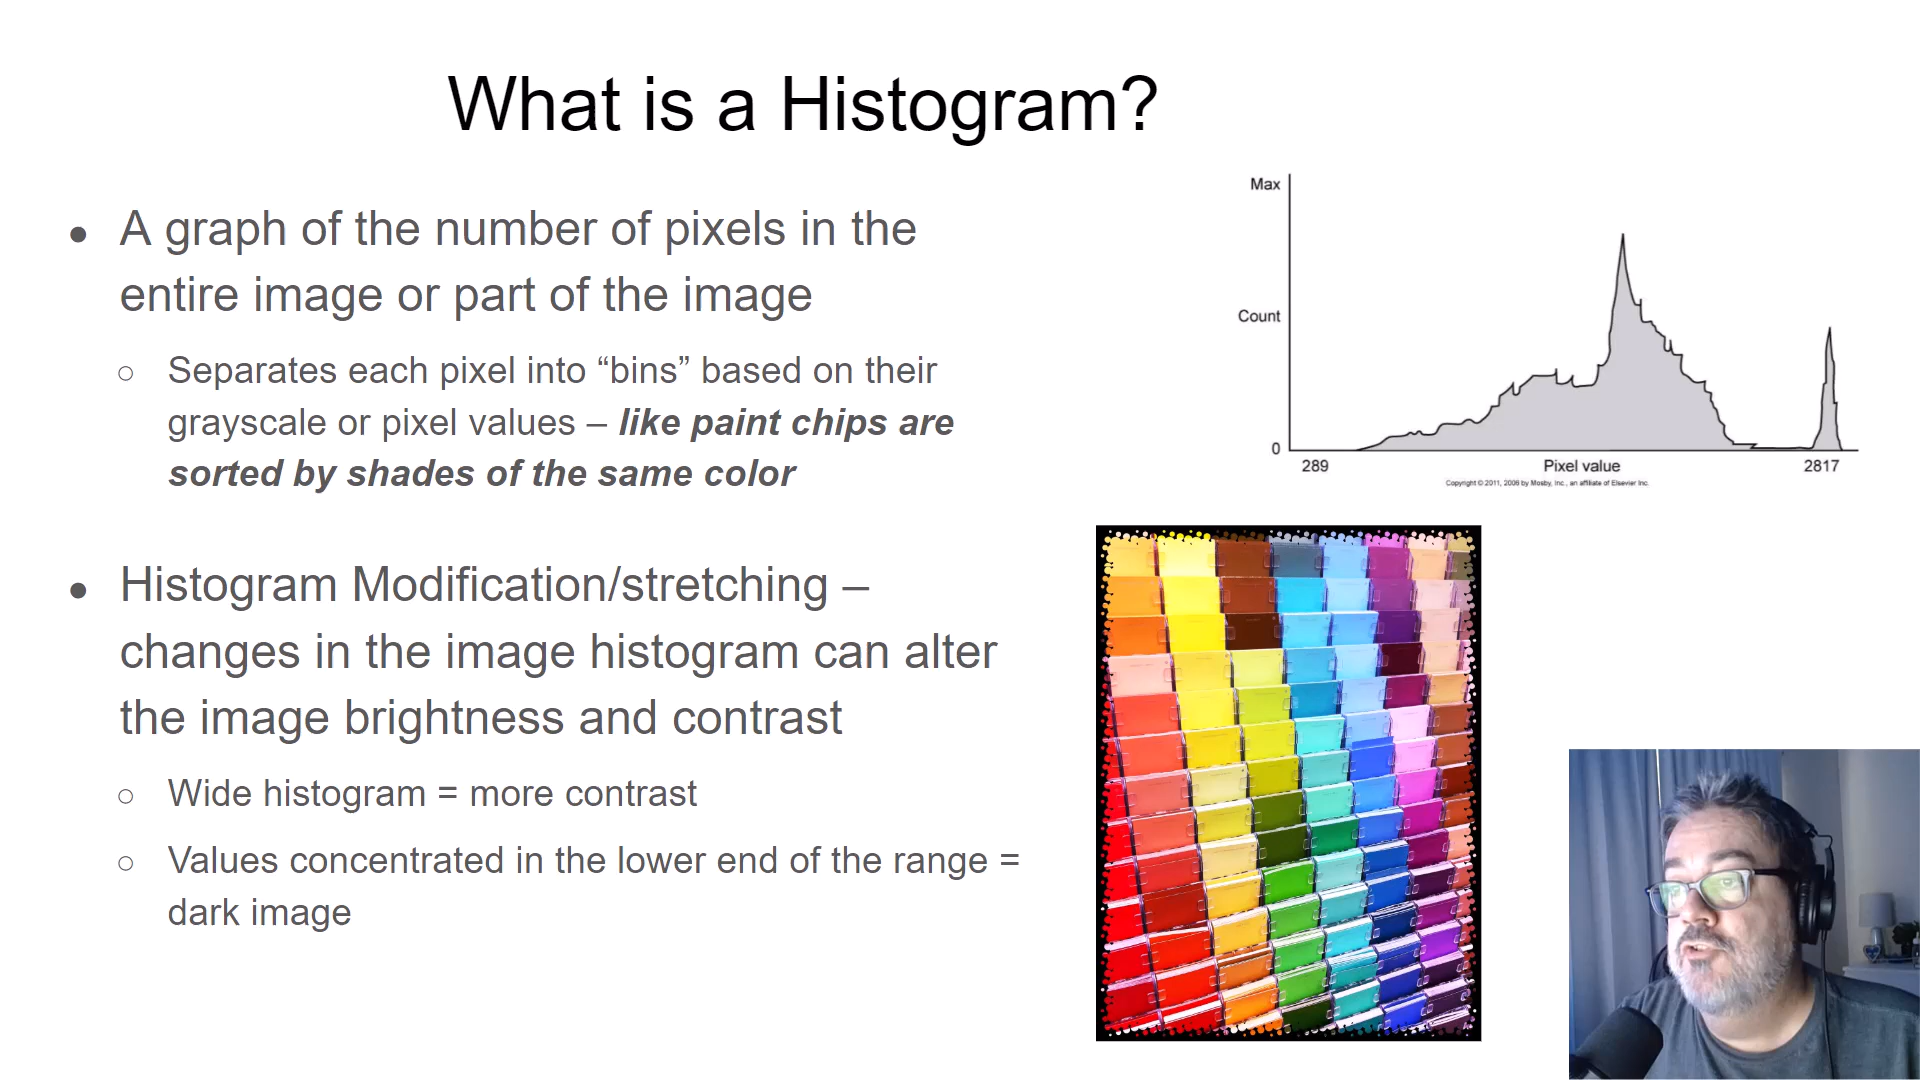 What is a Histogram?
● A graph of the number of pixels in the
entire image or part of the image
○ Separates each pixel into “bins” based on their
grayscale or pixel values – like paint chips are
sorted by shades of the same color
● Histogram Modification/stretching –
changes in the image histogram can alter
the image brightness and contrast
○ Wide histogram = more contrast
○ Values concentrated in the lower end of the range =
dark image
Max
Count
0
289 Pixel value 2817
Copyright © 2011, 2006 by Mosby, Inc., an affiliate of Elsevier Inc.